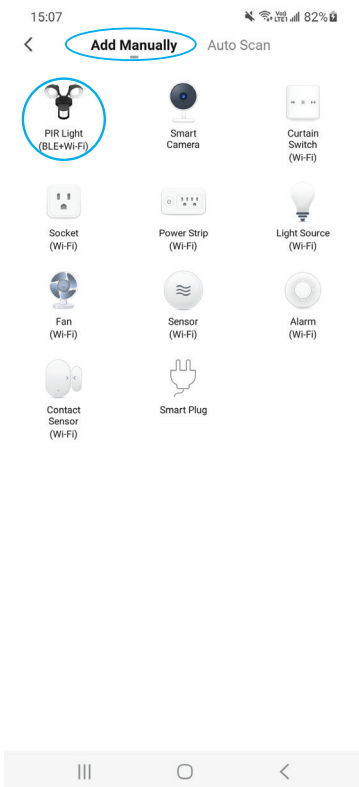 15:07 Vo) LTE1 82%
Add Manually Auto Scan
PIR Light Smart Curtain
(BLE+Wi-Fi) Camera Switch
(Wi-Fi)
Socket Power Strip Light Source
(Wi-Fi) (Wi-Fi) (Wi-Fi)
Fan Sensor Alarm
(Wi-Fi) (Wi-Fi) (Wi-Fi)
Contact Smart Plug
Sensor
(Wi-Fi)